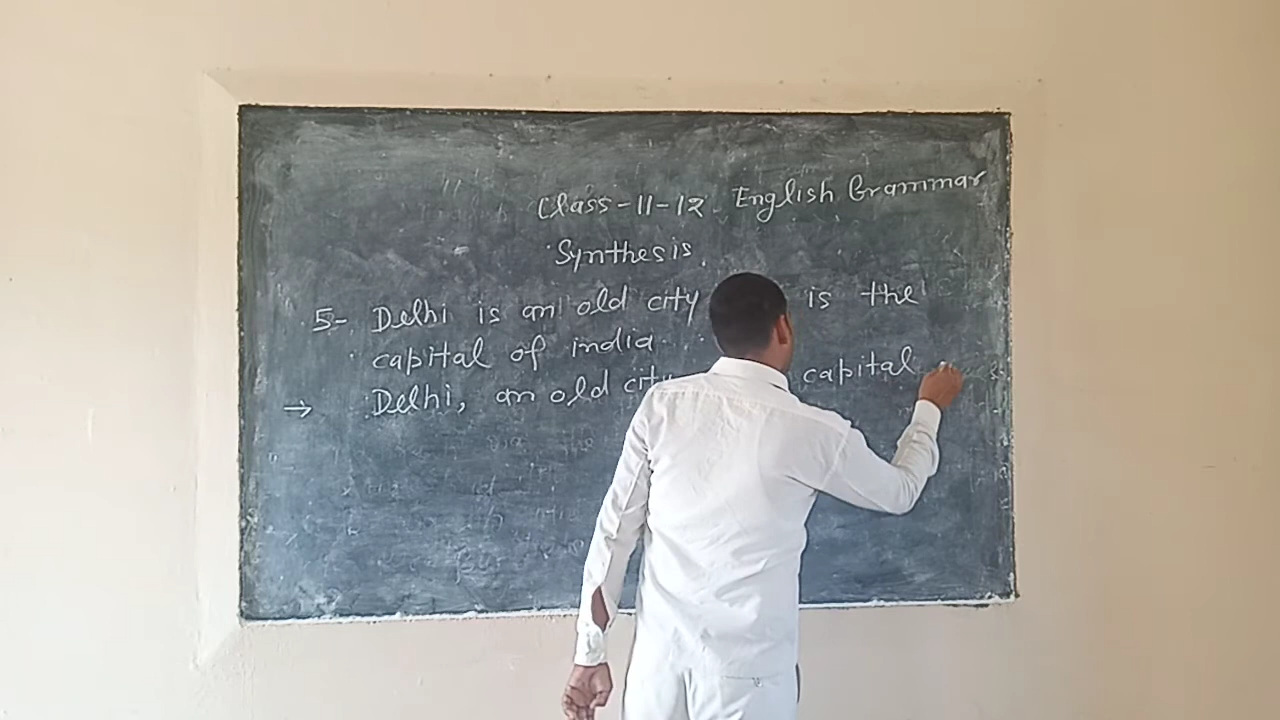 Class-11-12. English Grammar
Synthesis.
5- Delhi is an old city is the
capital of india.
→ Delhi, an old city capital